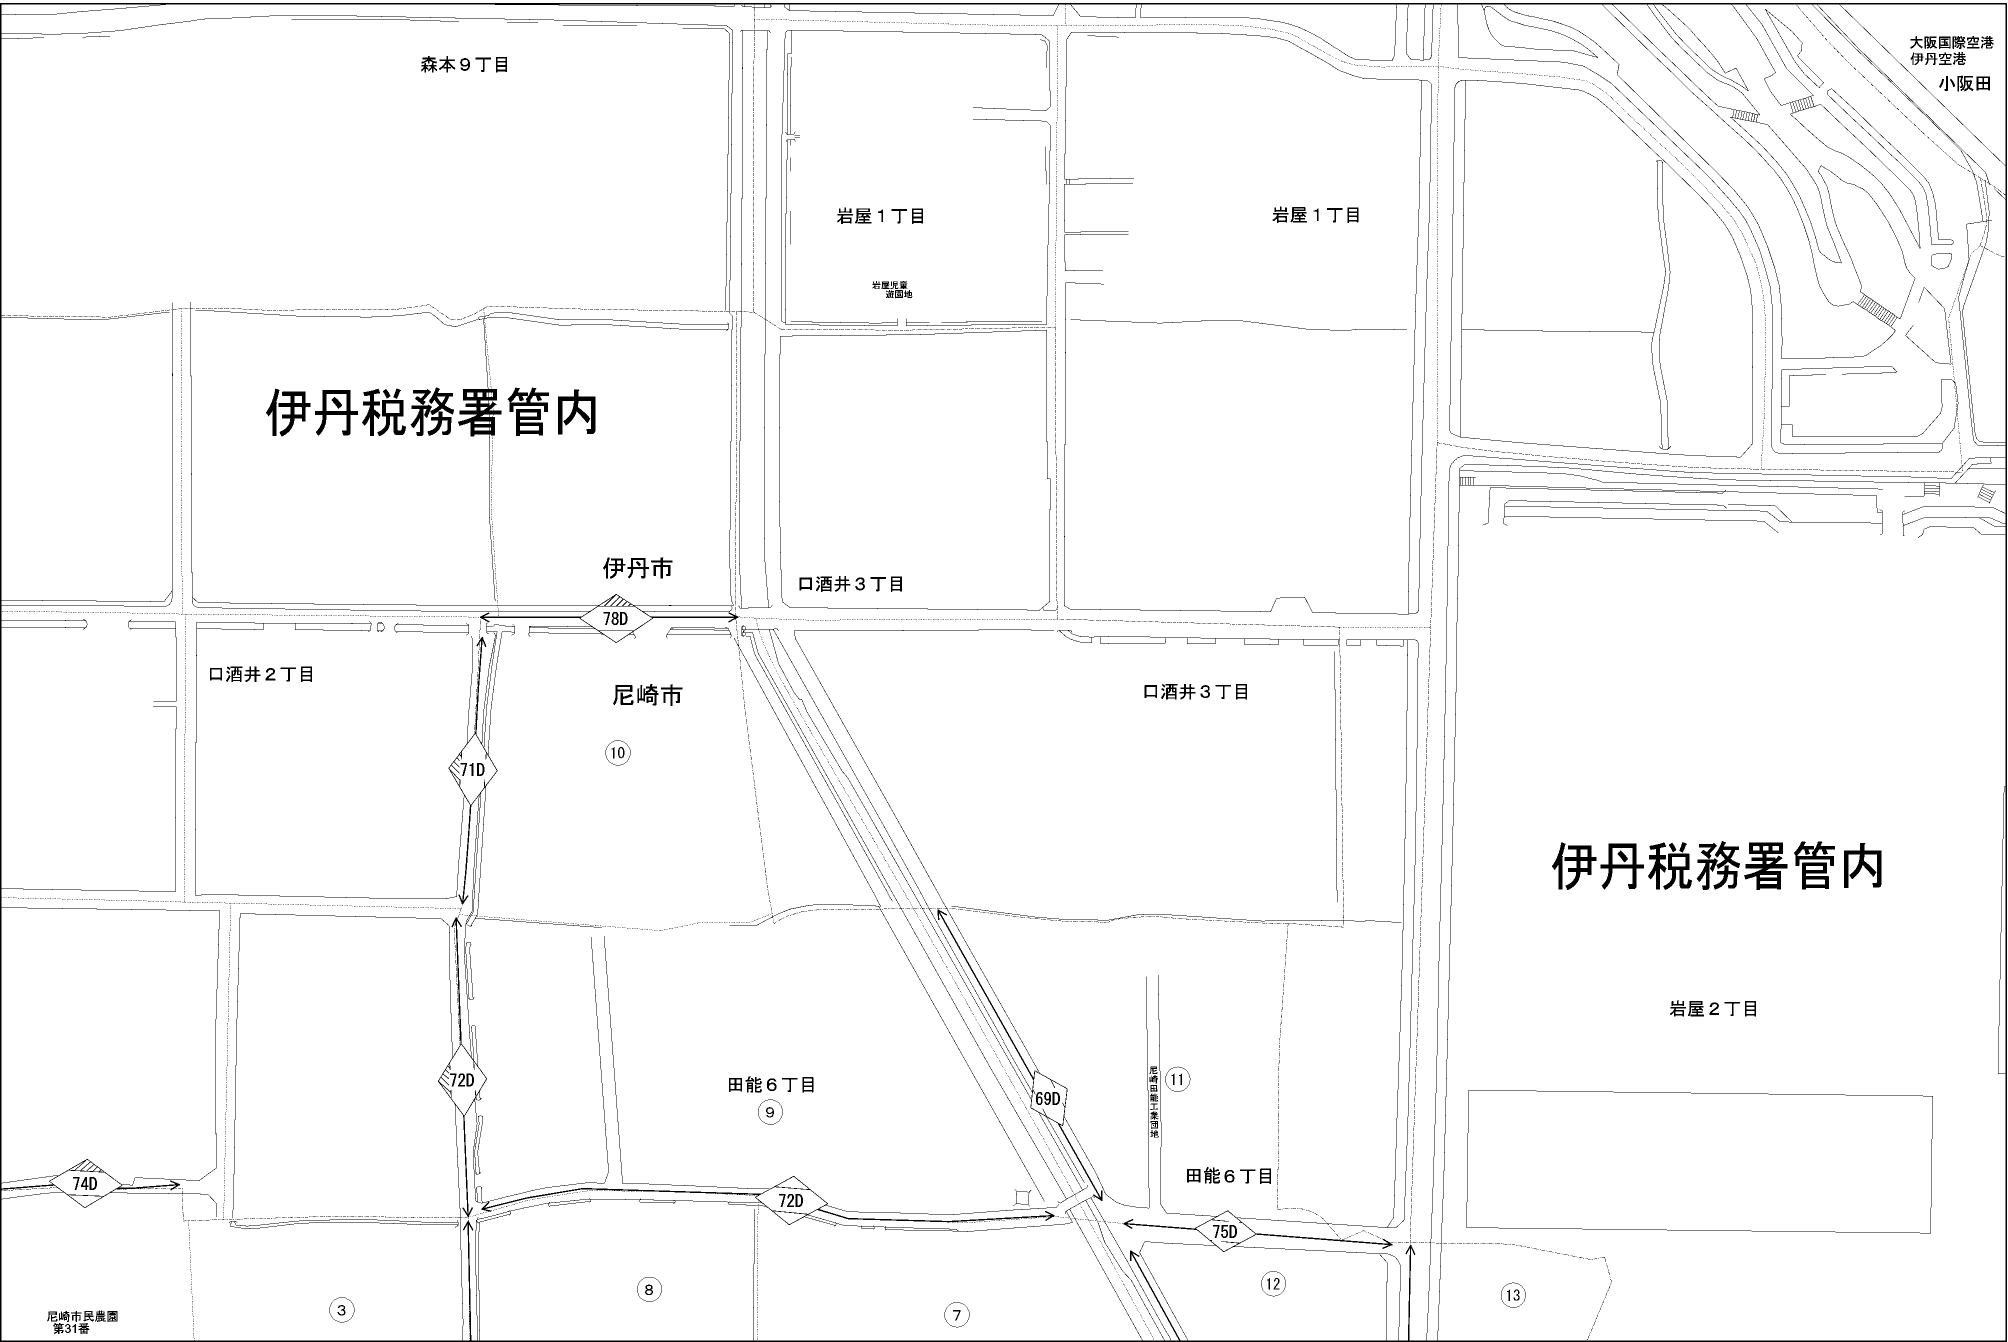 大阪国際空港
伊丹空港
小阪田
森本９丁目
岩屋１丁目
岩屋１丁目
岩屋児童
遊園地
伊丹税務署管内
伊丹市
口酒井３丁目
78D
口酒井２丁目
尼崎市
口酒井３丁目
10
71D
伊丹税務署管内
岩屋２丁目
72D
田能６丁目
9
69D
尼崎田能工業団地
11
田能６丁目
74D
72D
75D
3
8
7
12
13
尼崎市民農園
第31番